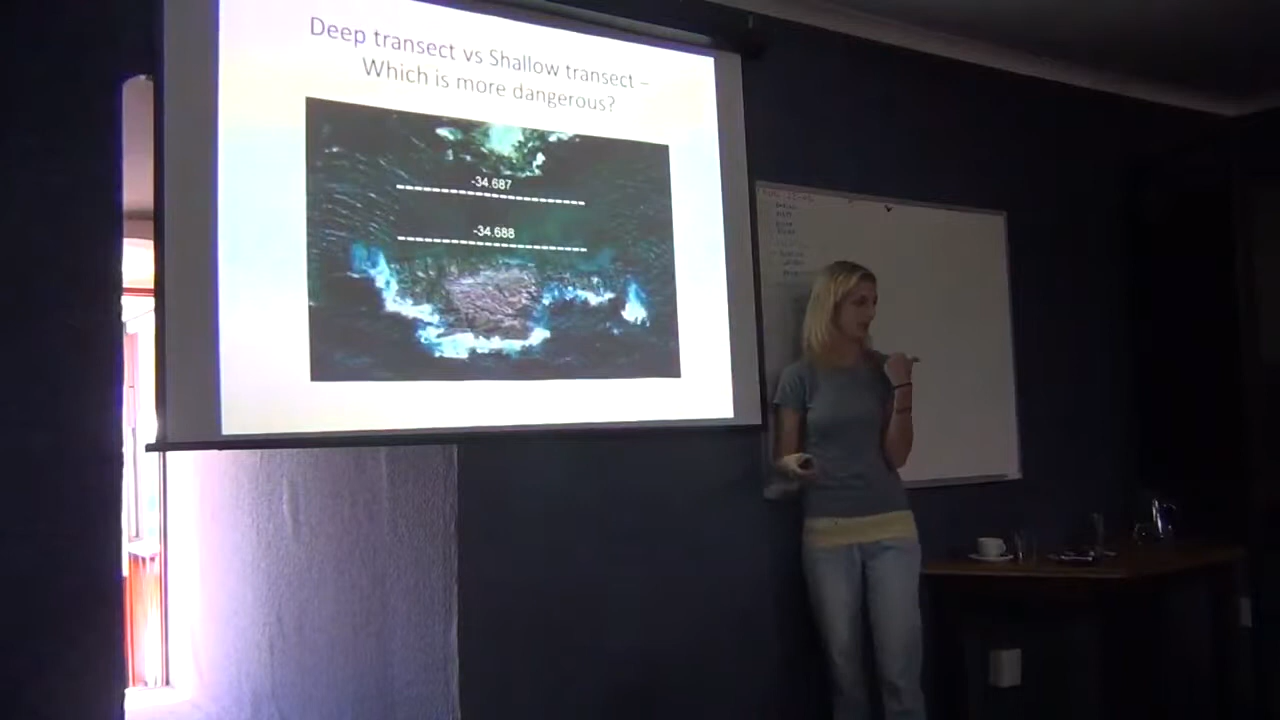 Deep transect vs Shallow transect –
Which is more dangerous?
-34.687
-34.688